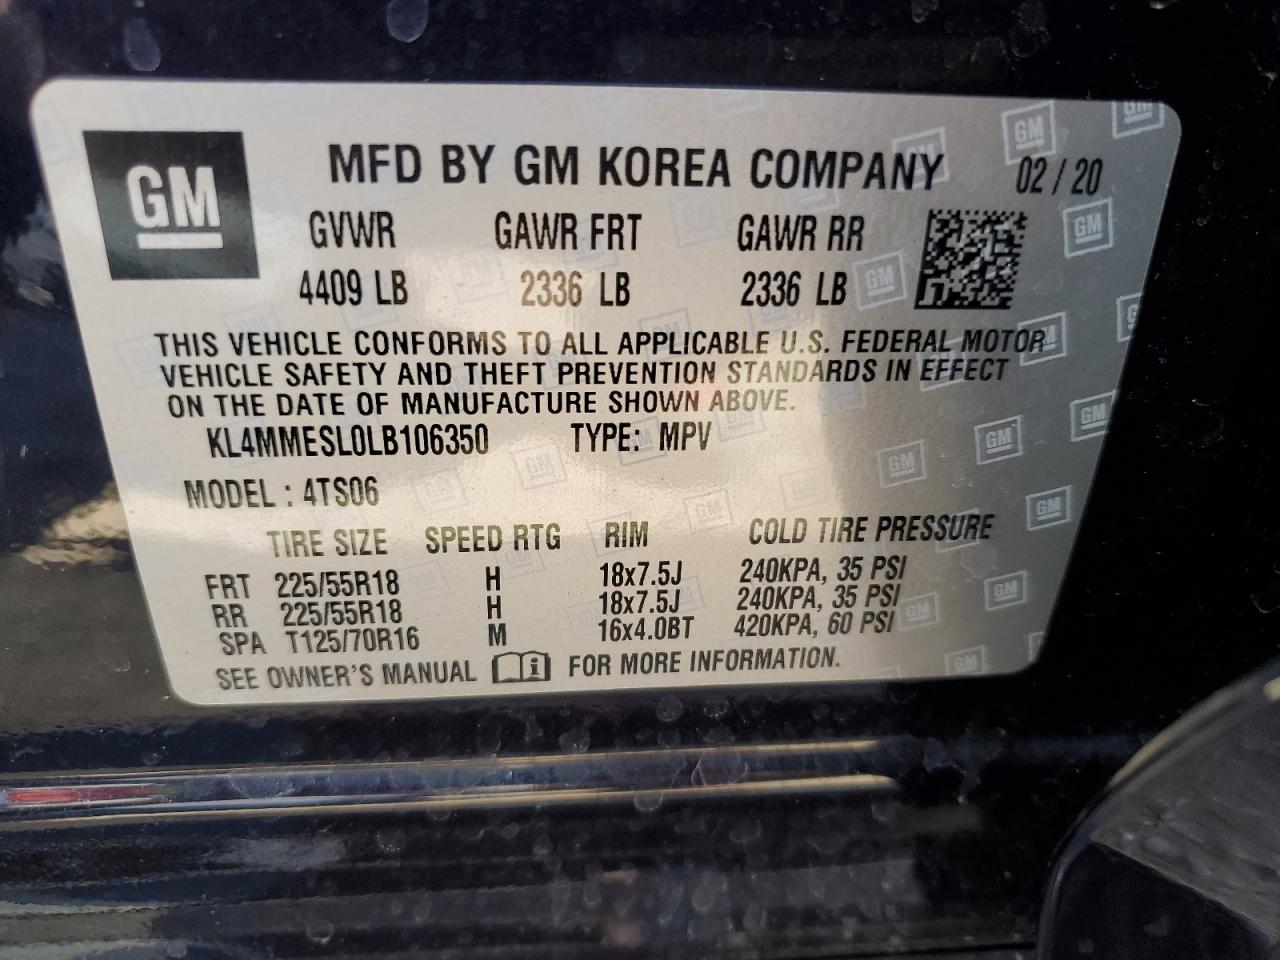 GM
MFD BY GM KOREA COMPANY 02 / 20
GVWR GAWR FRT GAWR RR
4409 LB 2336 LB 2336 LB
THIS VEHICLE CONFORMS TO ALL APPLICABLE U.S. FEDERAL MOTOR
VEHICLE SAFETY AND THEFT PREVENTION STANDARDS IN EFFECT
ON THE DATE OF MANUFACTURE SHOWN ABOVE.
KL4MMESL0LB106350 TYPE: MPV
MODEL : 4TS06
TIRE SIZE SPEED RTG RIM COLD TIRE PRESSURE
FRT 225/55R18 H 18x7.5J 240KPA, 35 PSI
RR 225/55R18 H 18x7.5J 240KPA, 35 PSI
SPA T125/70R16 M 16x4.0BT 420KPA, 60 PSI
SEE OWNER'S MANUAL i FOR MORE INFORMATION.